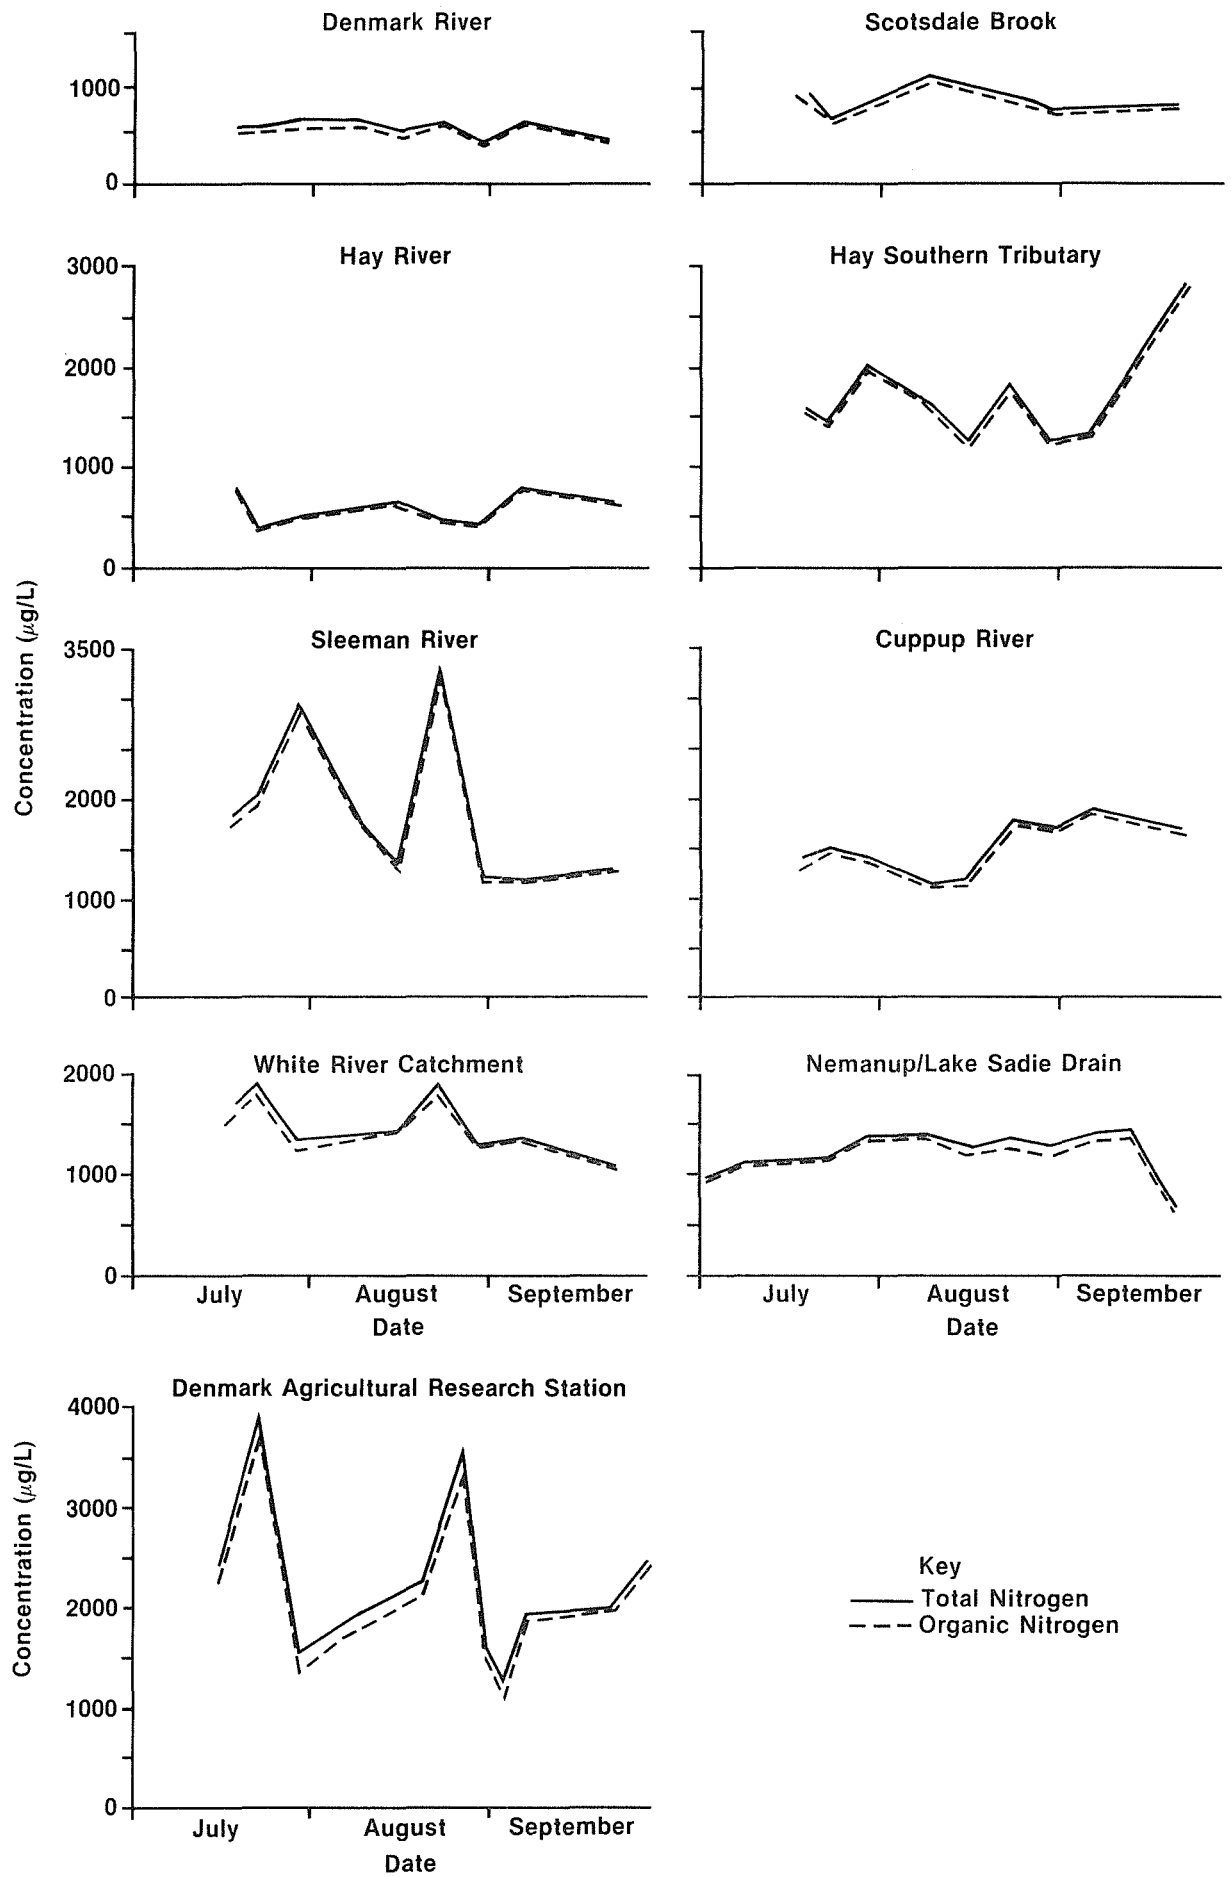 Denmark River
Scotsdale Brook
1000
0
Hay River
Hay Southern Tributary
3000
2000
1000
0
Concentration (µg/L)
Sleeman River
Cuppup River
3500
2000
1000
0
White River Catchment
Nemanup/Lake Sadie Drain
2000
1000
0
July August September
July August September
Date
Date
Denmark Agricultural Research Station
4000
3000
2000
1000
0
Concentration (µg/L)
Key
Total Nitrogen
Organic Nitrogen
July August September
Date